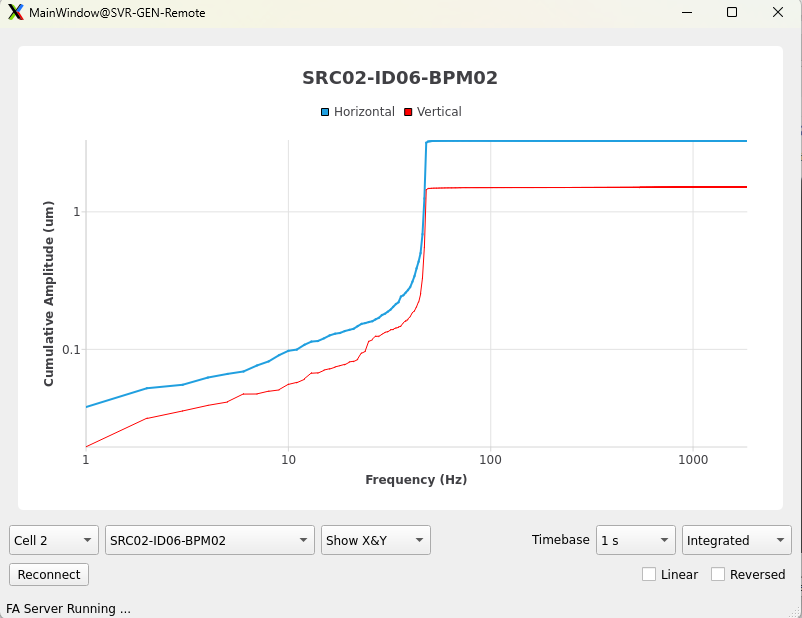 MainWindow@SVR-GEN-Remote
SRC02-ID06-BPM02
Horizontal Vertical
Cumulative Amplitude (um)
1
0.1
1 10 100 1000
Frequency (Hz)
Cell 2 SRC02-ID06-BPM02 Show X&Y Timebase 1 s Integrated
Reconnect Linear Reversed
FA Server Running ...